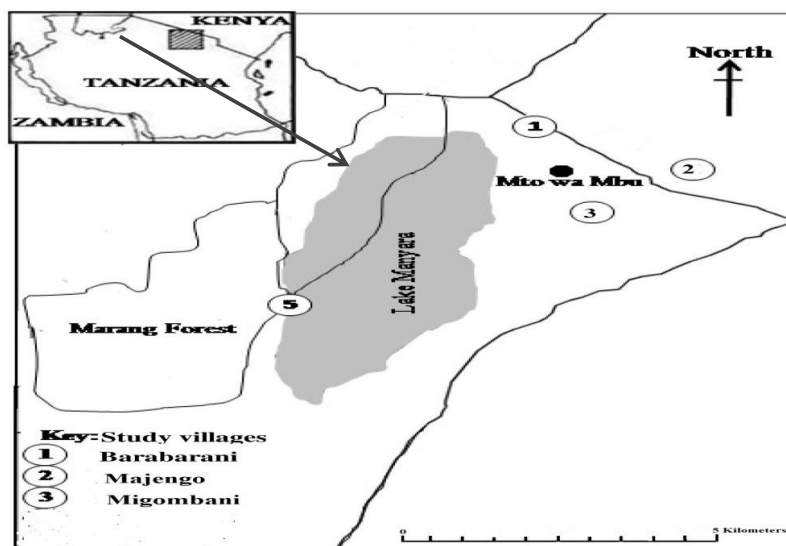 KENYA
TANZANIA
ZAMBIA
North
1
2
Mto wa Mbu
3
Lake Manyara
5
Marang Forest
Key: Study villages
1 Barabarani
2 Majengo
3 Migombani
0 5 Kilometers